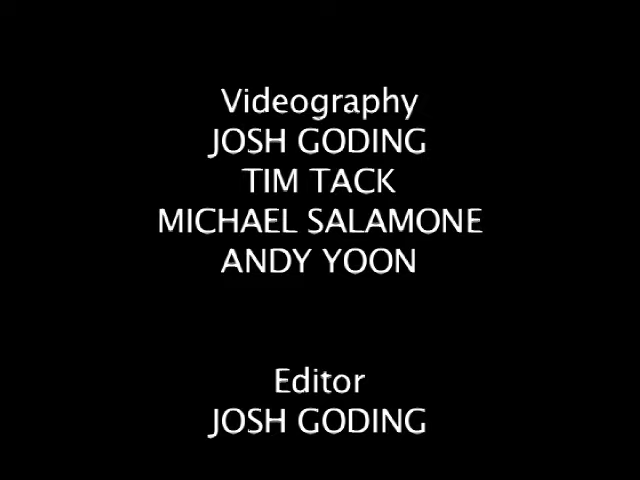 Videography
JOSH GODING
TIM TACK
MICHAEL SALAMONE
ANDY YOON
Editor
JOSH GODING